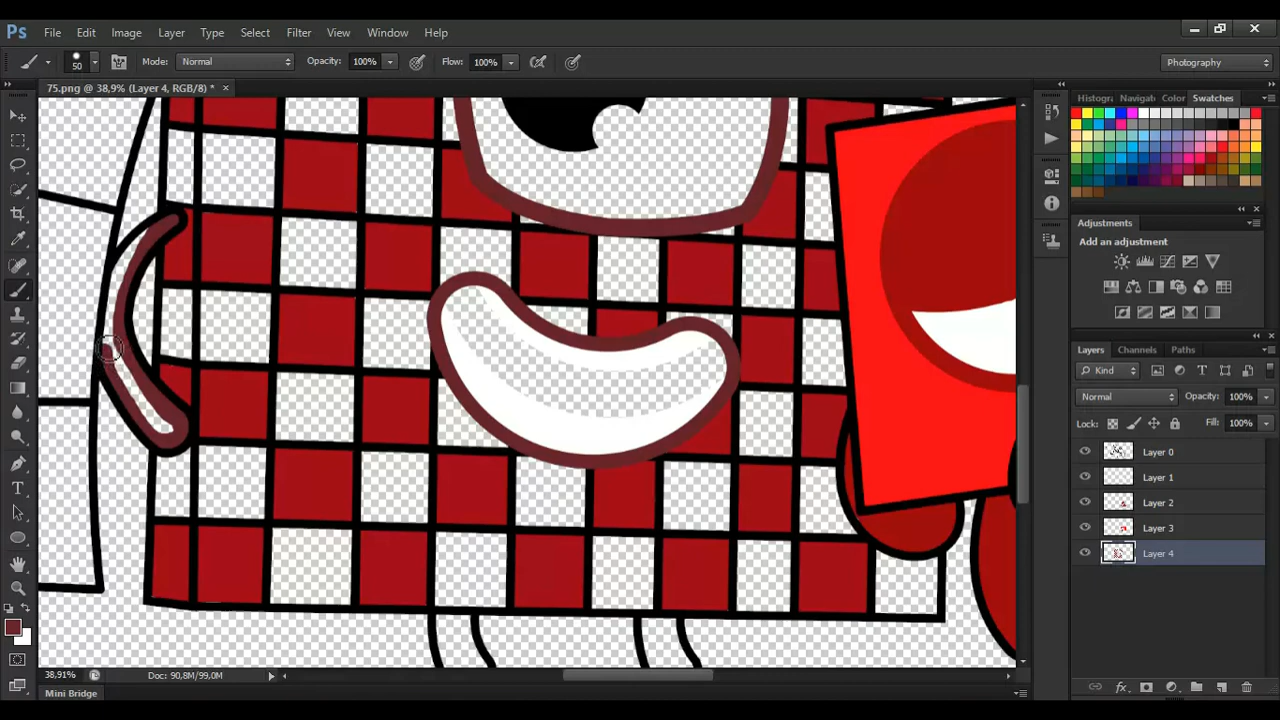 Ps File Edit Image Layer Type Select Filter View Window Help
50 Mode: Normal Opacity: 100% Flow: 100% Photography
75.png @ 38,9% (Layer 4, RGB/8) * ×
Histogr Navigat Color Swatches
Adjustments
Add an adjustment
Layers Channels Paths
Kind
Normal Opacity: 100%
Lock: Fill: 100%
Layer 0
Layer 1
Layer 2
Layer 3
Layer 4
38,91% Doc: 90,8M/99,0M
Mini Bridge